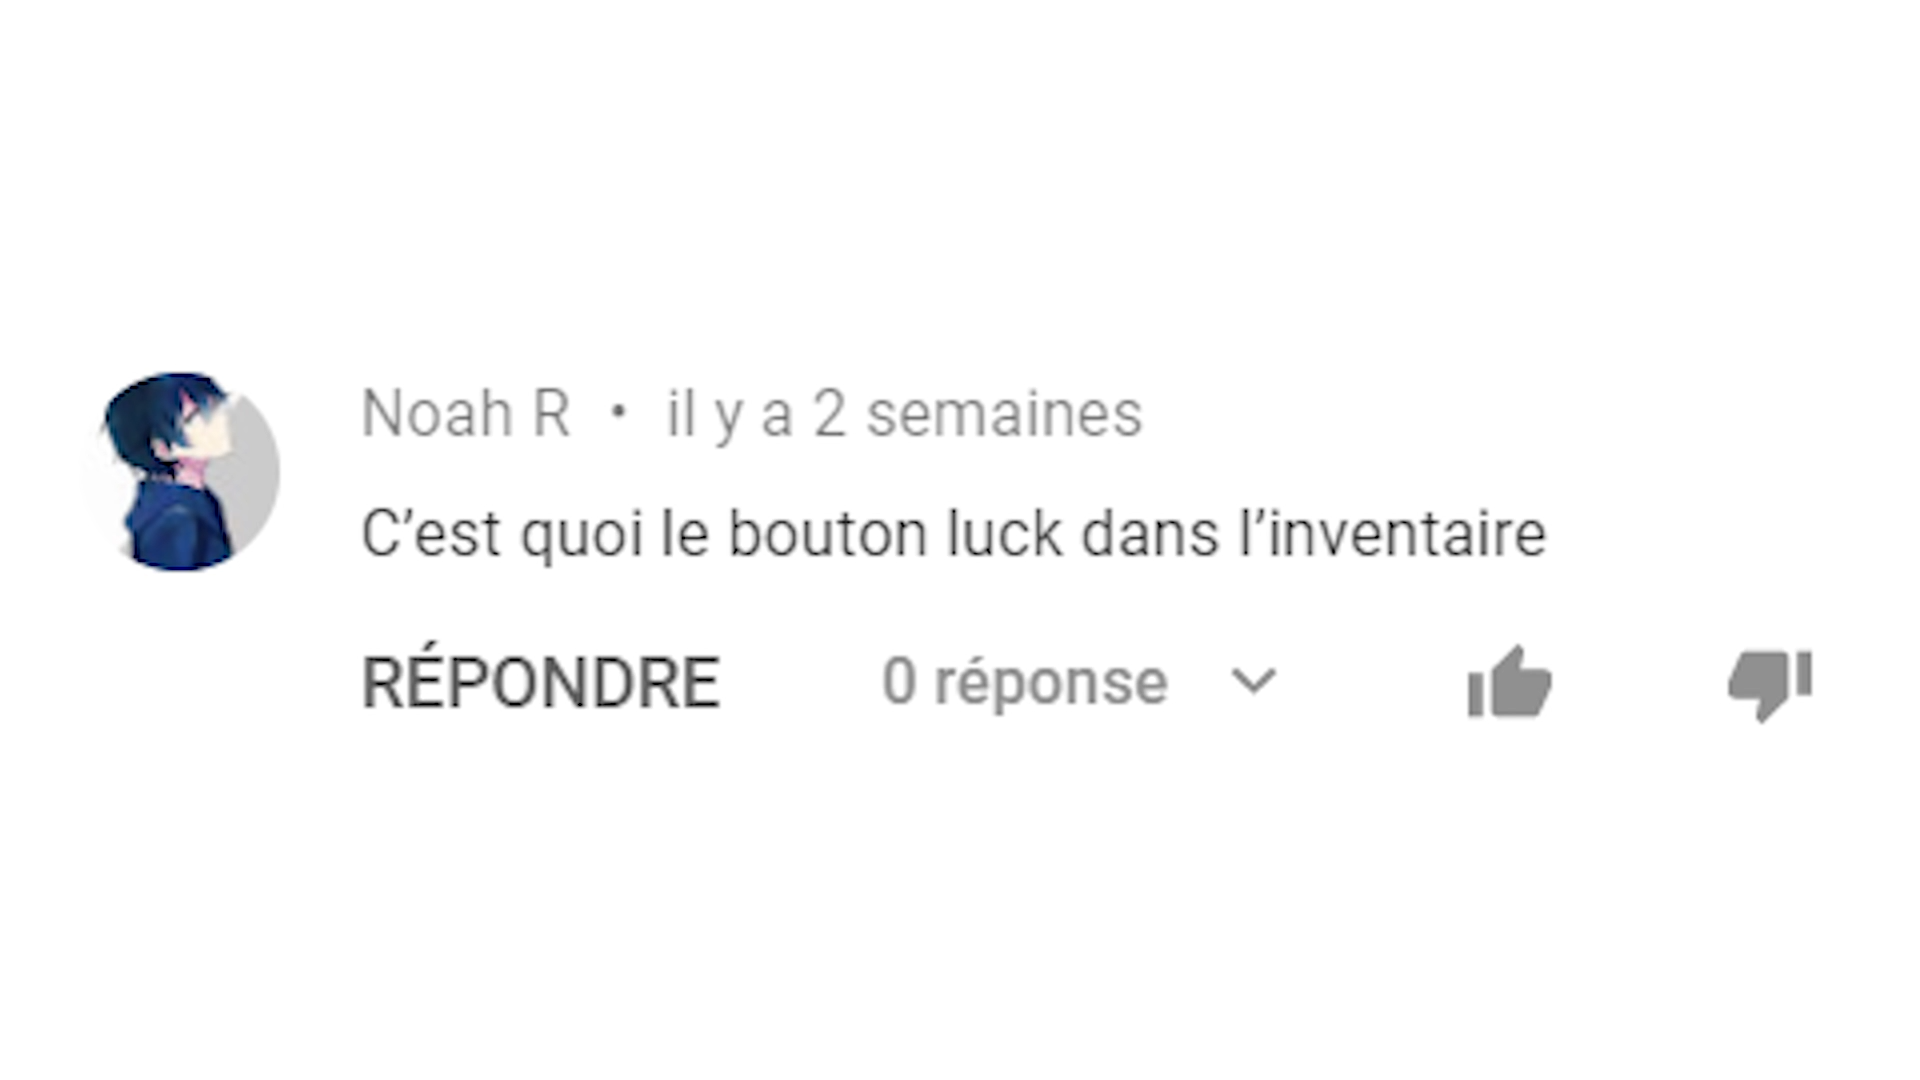 Noah R • il y a 2 semaines
C’est quoi le bouton luck dans l’inventaire
RÉPONDRE 0 réponse